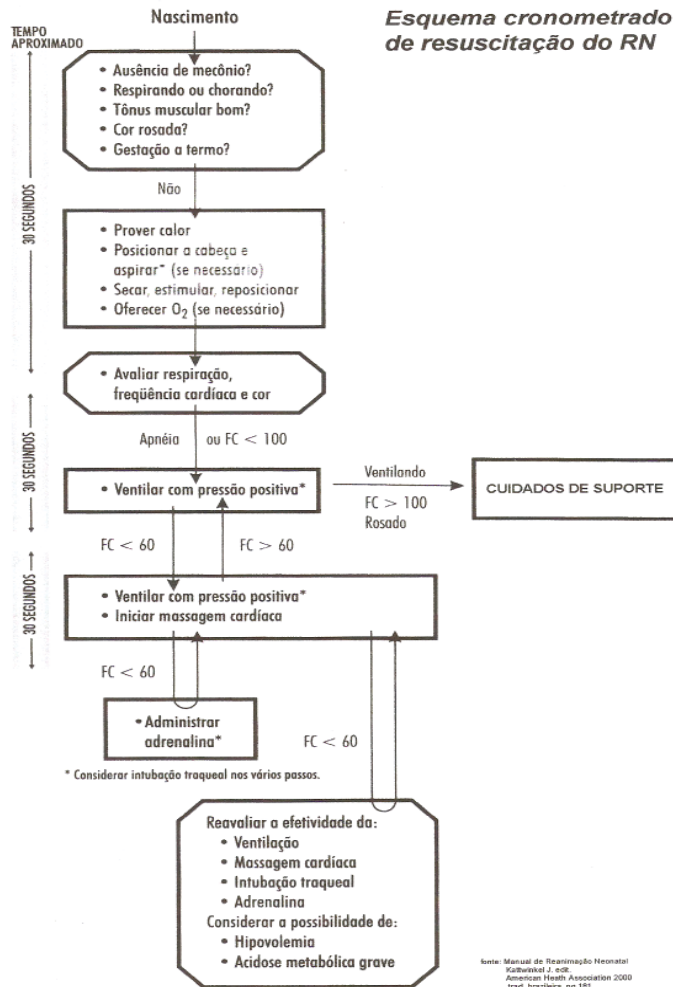 Nascimento
Esquema cronometrado
de resuscitação do RN
TEMPO
APROXIMADO
• Ausência de mecônio?
• Respirando ou chorando?
• Tônus muscular bom?
• Cor rosada?
• Gestação a termo?
30 SEGUNDOS
Não
• Prover calor
• Posicionar a cabeça e
aspirar* (se necessário)
• Secar, estimular, reposicionar
• Oferecer O2 (se necessário)
• Avaliar respiração,
freqüência cardíaca e cor
30 SEGUNDOS
Apnéia ou FC < 100
• Ventilar com pressão positiva*
Ventilando
FC > 100
Rosado
CUIDADOS DE SUPORTE
FC < 60
FC > 60
30 SEGUNDOS
• Ventilar com pressão positiva*
• Iniciar massagem cardíaca
FC < 60
• Administrar
adrenalina*
FC < 60
* Considerar intubação traqueal nos vários passos.
Reavaliar a efetividade da:
• Ventilação
• Massagem cardíaca
• Intubação traqueal
• Adrenalina
Considerar a possibilidade de:
• Hipovolemia
• Acidose metabólica grave
fonte: Manual de Reanimação Neonatal
Kattwinkel J. edit.
American Heath Association 2000
trad. brazileira, pg 181